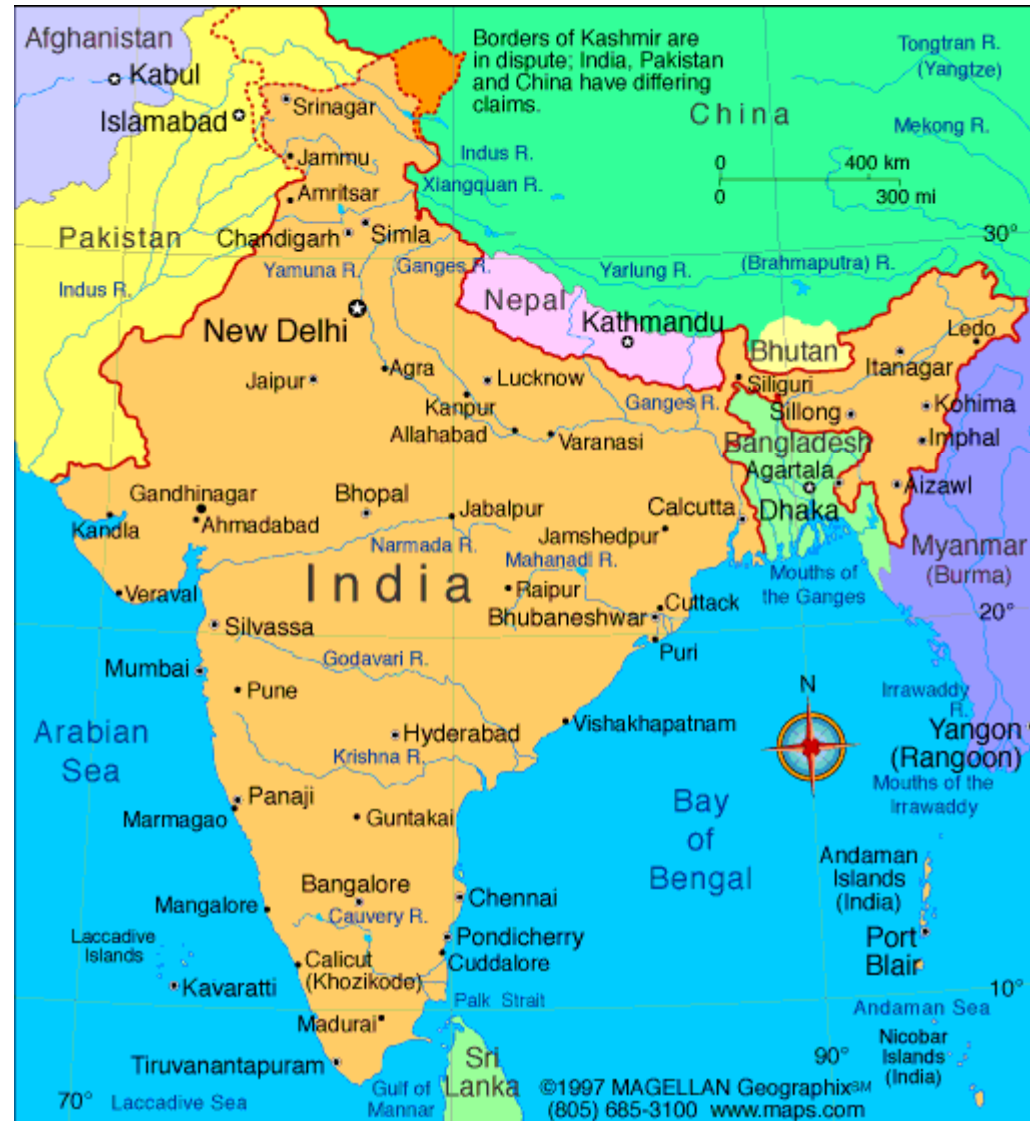 Afghanistan
Kabul
Islamabad
Borders of Kashmir are
in dispute; India, Pakistan
and China have differing
claims.
Tongtran R.
(Yangtze)
China
Mekong R.
Srinagar
Jammu
Indus R.
Xiangquan R.
0 400 km
0 300 mi
Amritsar
Pakistan
Chandigarh
Simla
30°
Yamuna R.
Ganges R.
Yarlung R.
(Brahmaputra) R.
Indus R.
Nepal
New Delhi
Kathmandu
Ledo
Bhutan
Itanagar
Jaipur
Agra
Lucknow
Siliguri
Kanpur
Ganges R.
Sillong
Kohima
Allahabad
Varanasi
Bangladesh
Imphal
Agartala
Gandhinagar
Bhopal
Aizawl
Kandla
Ahmadabad
Jabalpur
Calcutta
Dhaka
Narmada R.
Jamshedpur
Mahanadl R.
Myanmar
(Burma)
India
Mouths of
the Ganges
Veraval
Raipur
Cuttack
Bhubaneshwar
20°
Silvassa
Puri
Godavari R.
Mumbai
Pune
N
Irrawaddy
R.
Arabian
Sea
Hyderabad
Vishakhapatnam
Krishna R.
Yangon
(Rangoon)
Mouths of the
Irrawaddy
Panaji
Marmagao
Guntakai
Bay
of
Bengal
Andaman
Islands
(India)
Bangalore
Chennai
Mangalore
Cauvery R.
Laccadive
Islands
Pondicherry
Cuddalore
Port
Blair
Calicut
(Khozikode)
Kavaratti
Palk Strait
10°
Andaman Sea
Madurai
Nicobar
Islands
(India)
Tiruvanantapuram
Sri
Lanka
90°
70°
Laccadive Sea
Gulf of
Mannar
©1997 MAGELLAN Geographix℠
(805) 685-3100 www.maps.com